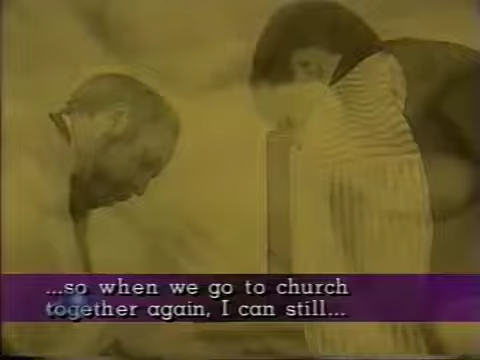 ...so when we go to church
together again, I can still...